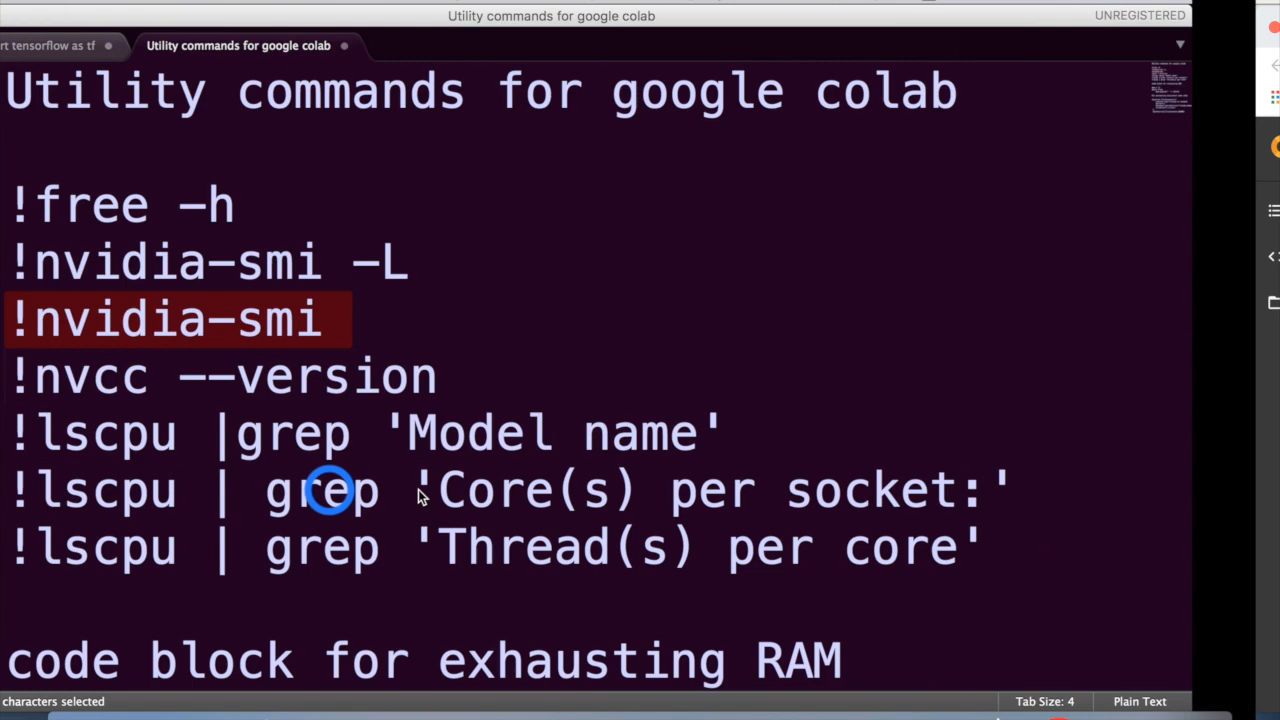 Utility commands for google colab
UNREGISTERED
rt tensorflow as tf
Utility commands for google colab
Utility commands for google colab
!free -h
!nvidia-smi -L
!nvidia-smi
!nvcc --version
!lscpu |grep 'Model name'
!lscpu | grep 'Core(s) per socket:'
!lscpu | grep 'Thread(s) per core'
code block for exhausting RAM
characters selected
Tab Size: 4
Plain Text